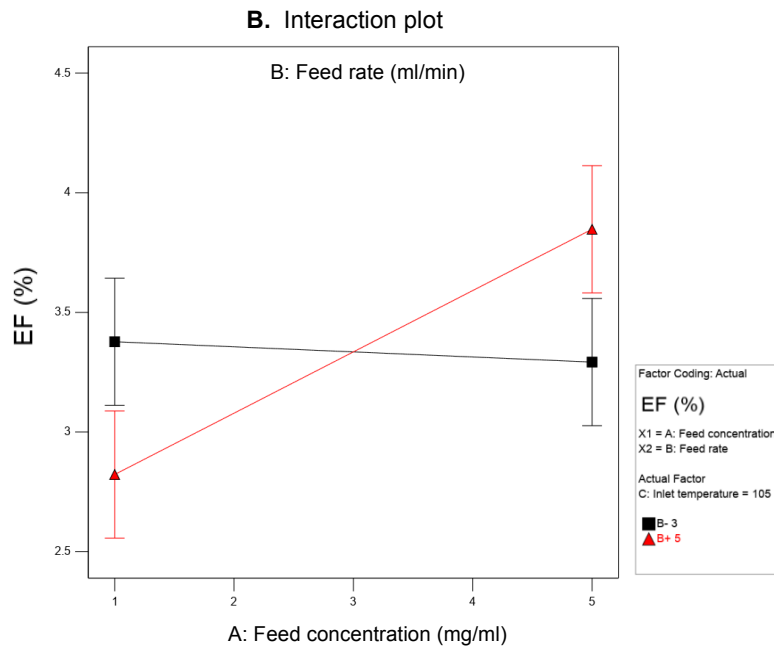 B. Interaction plot
B: Feed rate (ml/min)
4.5
4
3.5
3
2.5
EF (%)
1
2
3
4
5
A: Feed concentration (mg/ml)
Factor Coding: Actual
EF (%)
X1 = A: Feed concentration
X2 = B: Feed rate
Actual Factor
C: Inlet temperature = 105
B- 3
B+ 5